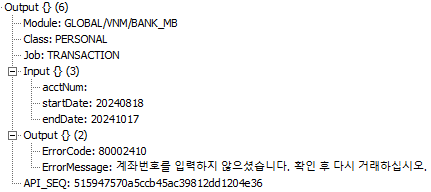 Output {} (6)
Module: GLOBAL/VNM/BANK_MB
Class: PERSONAL
Job: TRANSACTION
Input {} (3)
acctNum:
startDate: 20240818
endDate: 20241017
Output {} (2)
ErrorCode: 80002410
ErrorMessage: 계좌번호를 입력하지 않으셨습니다. 확인 후 다시 거래하십시오.
API_SEQ: 515947570a5ccb45ac39812dd1204e36